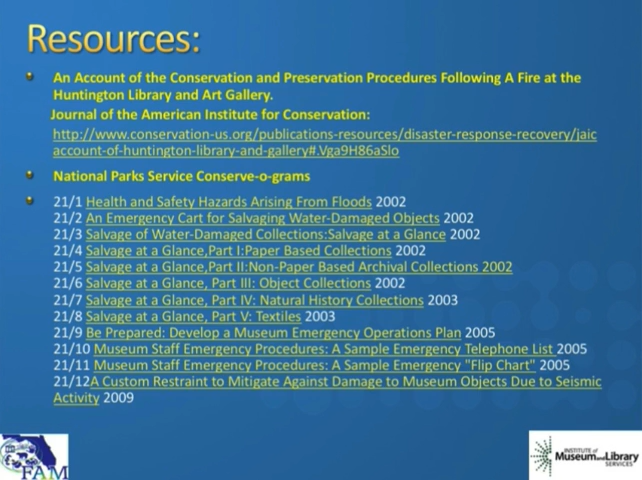 Resources:
An Account of the Conservation and Preservation Procedures Following A Fire at the
Huntington Library and Art Gallery.
Journal of the American Institute for Conservation:
http://www.conservation-us.org/publications-resources/disaster-response-recovery/jaic
account-of-huntington-library-and-gallery#.Vga9H86aSlo
National Parks Service Conserve-o-grams
21/1 Health and Safety Hazards Arising From Floods 2002
21/2 An Emergency Cart for Salvaging Water-Damaged Objects 2002
21/3 Salvage of Water-Damaged Collections:Salvage at a Glance 2002
21/4 Salvage at a Glance,Part I:Paper Based Collections 2002
21/5 Salvage at a Glance,Part II:Non-Paper Based Archival Collections 2002
21/6 Salvage at a Glance, Part III: Object Collections 2002
21/7 Salvage at a Glance, Part IV: Natural History Collections 2003
21/8 Salvage at a Glance, Part V: Textiles 2003
21/9 Be Prepared: Develop a Museum Emergency Operations Plan 2005
21/10 Museum Staff Emergency Procedures: A Sample Emergency Telephone List 2005
21/11 Museum Staff Emergency Procedures: A Sample Emergency "Flip Chart" 2005
21/12A Custom Restraint to Mitigate Against Damage to Museum Objects Due to Seismic
Activity 2009
FAM
INSTITUTE of
Museum and Library
SERVICES